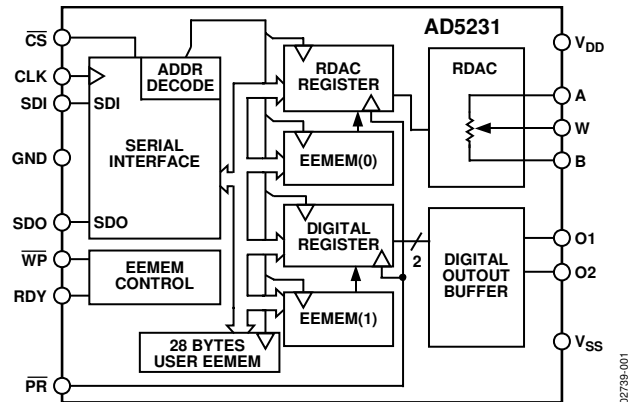 AD5231
CS
CLK
SDI
GND
SDO
WP
RDY
PR
ADDR
DECODE
SDI
SERIAL
INTERFACE
SDO
EEMEM
CONTROL
28 BYTES
USER EEMEM
RDAC
REGISTER
EEMEM(0)
DIGITAL
REGISTER
EEMEM(1)
2
RDAC
DIGITAL
OUTOUT
BUFFER
VDD
A
W
B
O1
O2
VSS
02739-001